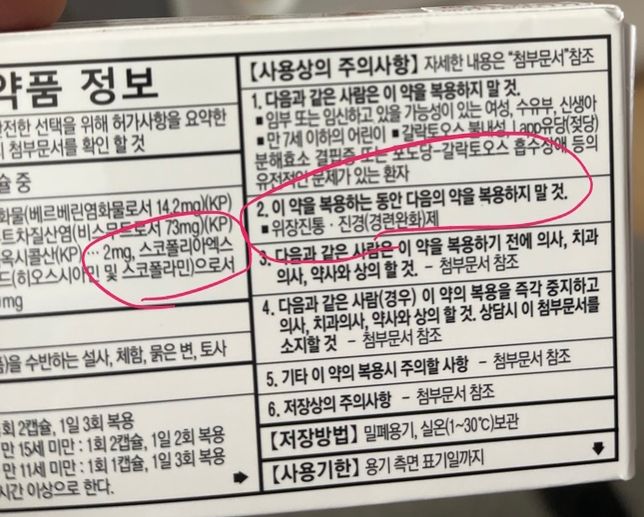 약품 정보
전한 선택을 위해 허가사항을 요약한
첨부문서를 확인 할 것
슐 중
화물(베르베린염화물로서 14.2mg)(KP)
트차질산염(비스무트로서 73mg)(KP)
옥시콜산(KP) … 2mg, 스코폴리아엑스
드(히오스시아민 및 스코폴라민)으로서
mg
)을 수반하는 설사, 체함, 묽은 변, 토사
회 2캡슐, 1일 3회 복용
만 15세 미만 : 1회 2캡슐, 1일 2회 복용
만 11세 미만 : 1회 1캡슐, 1일 3회 복용
시간 이상으로 한다.
【사용상의 주의사항】 자세한 내용은 “첨부문서”참조
1. 다음과 같은 사람은 이 약을 복용하지 말 것.
■ 임부 또는 임신하고 있을 가능성이 있는 여성, 수유부, 신생아
■ 만 7세 이하의 어린이 ■ 갈락토오스 불내성, Lapp유당(젖당)
분해효소 결핍증 또는 포도당-갈락토오스 흡수장애 등의
유전적인 문제가 있는 환자
2. 이 약을 복용하는 동안 다음의 약을 복용하지 말 것.
■ 위장진통·진경(경련완화)제
3. 다음과 같은 사람은 이 약을 복용하기 전에 의사, 치과
의사, 약사와 상의 할 것. - 첨부문서 참조
4. 다음과 같은 사람(경우) 이 약의 복용을 즉각 중지하고
의사, 치과의사, 약사와 상의 할 것. 상담시 이 첨부문서를
소지할 것 - 첨부문서 참조
5. 기타 이 약의 복용시 주의할 사항 - 첨부문서 참조
6. 저장상의 주의사항 - 첨부문서 참조
【저장방법】 밀폐용기, 실온(1~30℃)보관
【사용기한】 용기 측면 표기일까지